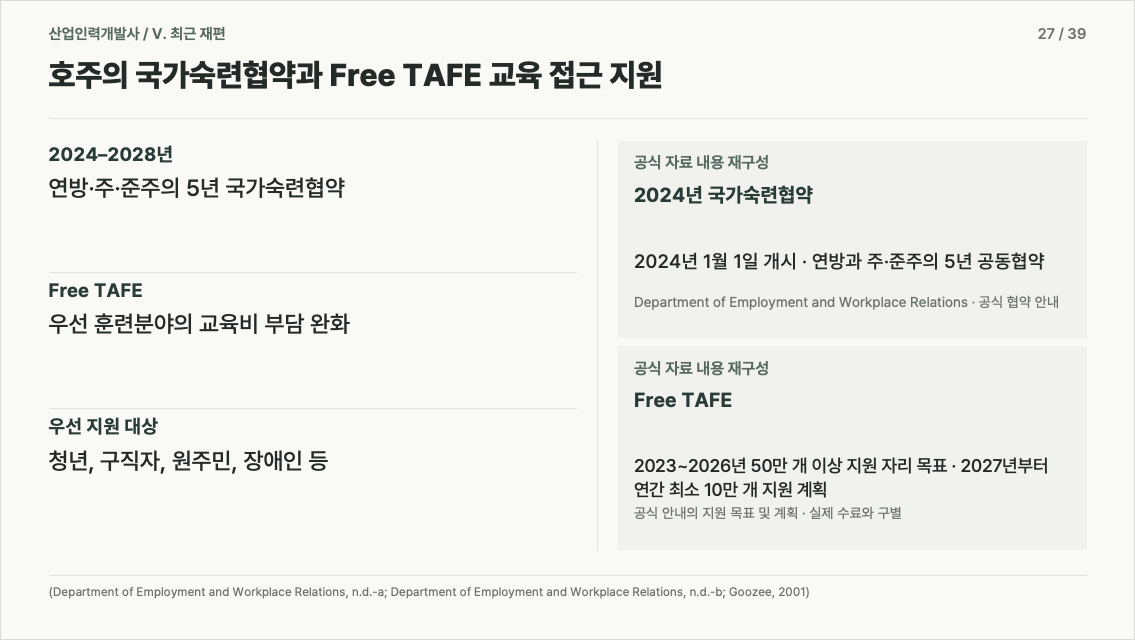 산업인력개발사 / V. 최근 재편
27 / 39
호주의 국가숙련협약과 Free TAFE 교육 접근 지원
2024–2028년
연방·주·준주의 5년 국가숙련협약
Free TAFE
우선 훈련분야의 교육비 부담 완화
우선 지원 대상
청년, 구직자, 원주민, 장애인 등
공식 자료 내용 재구성
2024년 국가숙련협약
2024년 1월 1일 개시 · 연방과 주·준주의 5년 공동협약
Department of Employment and Workplace Relations · 공식 협약 안내
공식 자료 내용 재구성
Free TAFE
2023~2026년 50만 개 이상 지원 자리 목표 · 2027년부터
연간 최소 10만 개 지원 계획
공식 안내의 지원 목표 및 계획 · 실제 수료와 구별
(Department of Employment and Workplace Relations, n.d.-a; Department of Employment and Workplace Relations, n.d.-b; Goozee, 2001)